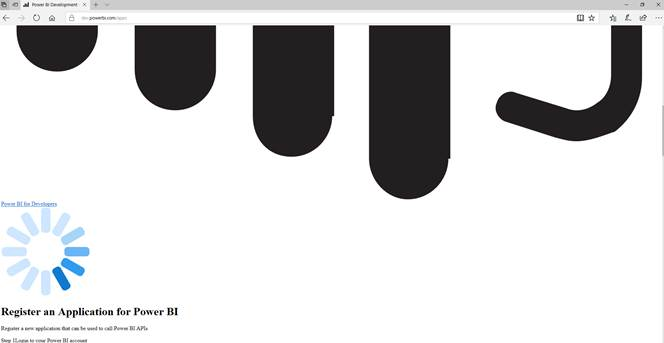 Power BI Development
dev.powerbi.com/apps
Power BI for Developers
Register an Application for Power BI
Register a new application that can be used to call Power BI APIs
Step 1Login to your Power BI account